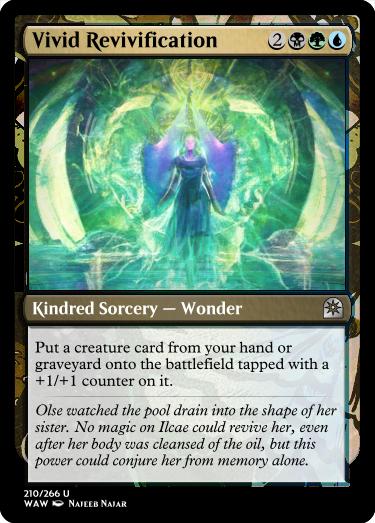 Vivid Revivification 2
Kindred Sorcery — Wonder
Put a creature card from your hand or
graveyard onto the battlefield tapped with a
+1/+1 counter on it.
Olse watched the pool drain into the shape of her
sister. No magic on Ilcae could revive her, even
after her body was cleansed of the oil, but this
power could conjure her from memory alone.
210/266 U
WAW Najeeb Najar